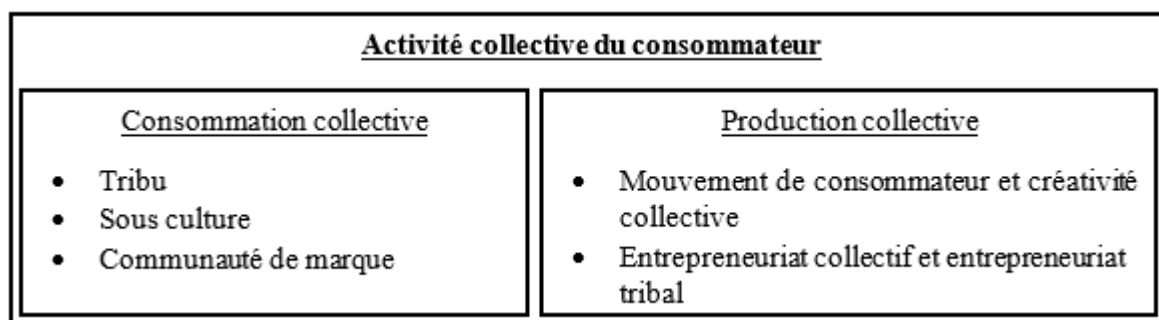 Activité collective du consommateur
Consommation collective
• Tribu
• Sous culture
• Communauté de marque
Production collective
• Mouvement de consommateur et créativité
collective
• Entrepreneuriat collectif et entrepreneuriat
tribal